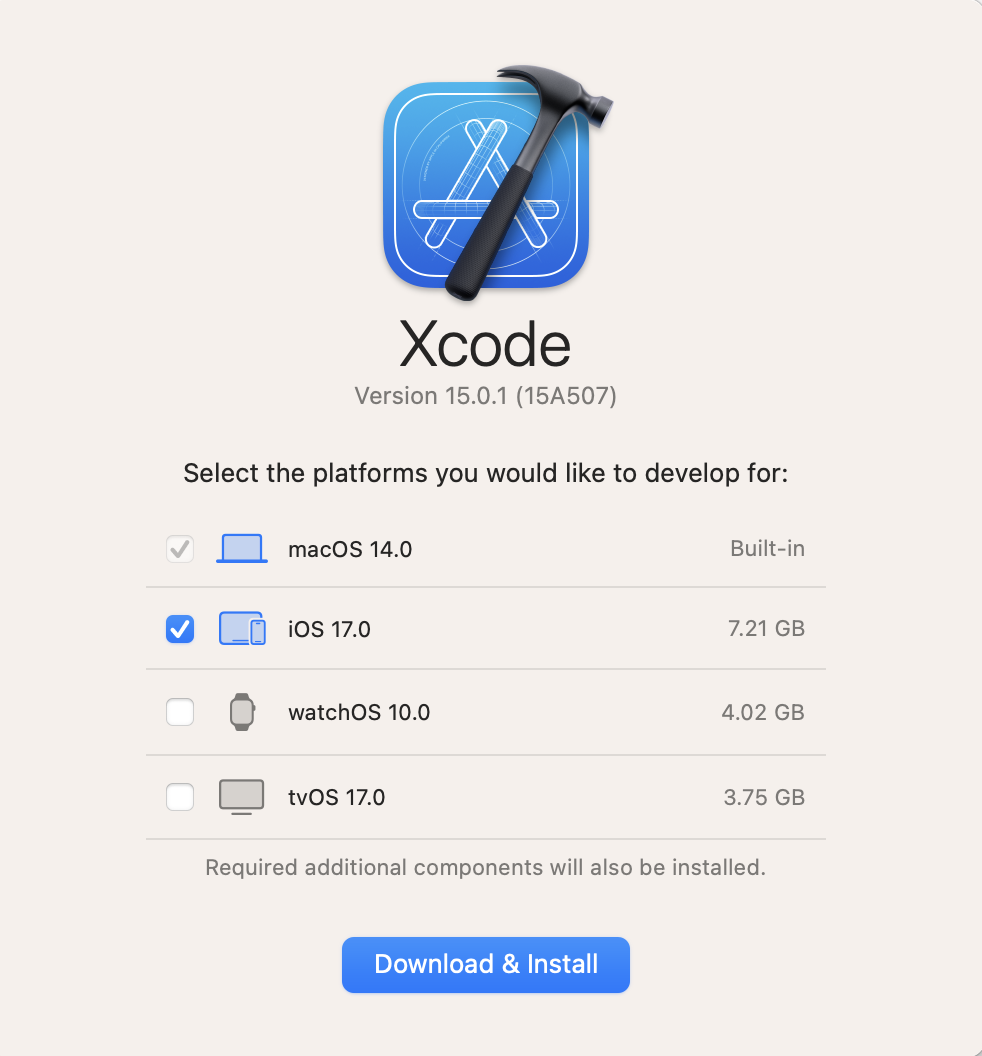 Xcode
Version 15.0.1 (15A507)
Select the platforms you would like to develop for:
macOS 14.0 Built-in
iOS 17.0 7.21 GB
watchOS 10.0 4.02 GB
tvOS 17.0 3.75 GB
Required additional components will also be installed.
Download & Install